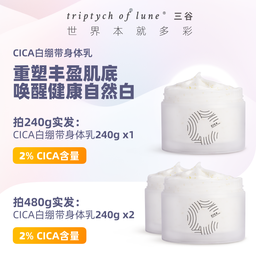 triptych of lune® 三谷
世界本就多彩
CICA白绷带身体乳
重塑丰盈肌底
唤醒健康自然白
拍240g实发：
CICA白绷带身体乳240g x1
2% CICA含量
拍480g实发：
CICA白绷带身体乳240g x2
2% CICA含量